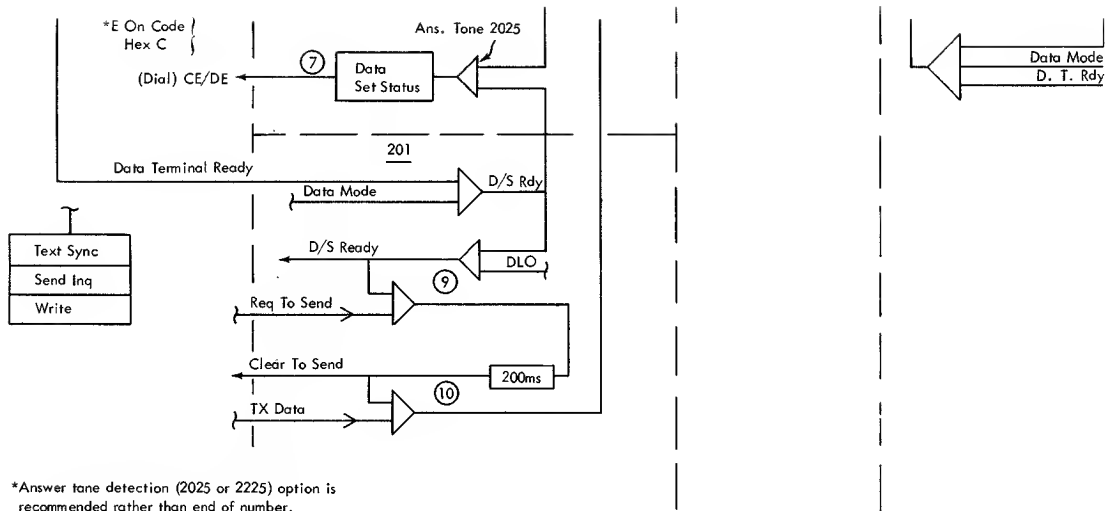 *E On Code
Hex C
Ans. Tone 2025
7
Data
Set Status
(Dial) CE/DE
Data Mode
D. T. Rdy
201
Data Terminal Ready
D/S Rdy
Data Mode
Text Sync
Send Inq
Write
D/S Ready
DLO
9
Req To Send
Clear To Send
200ms
10
TX Data
*Answer tane detection (2025 or 2225) option is
recommended rather than end of number.